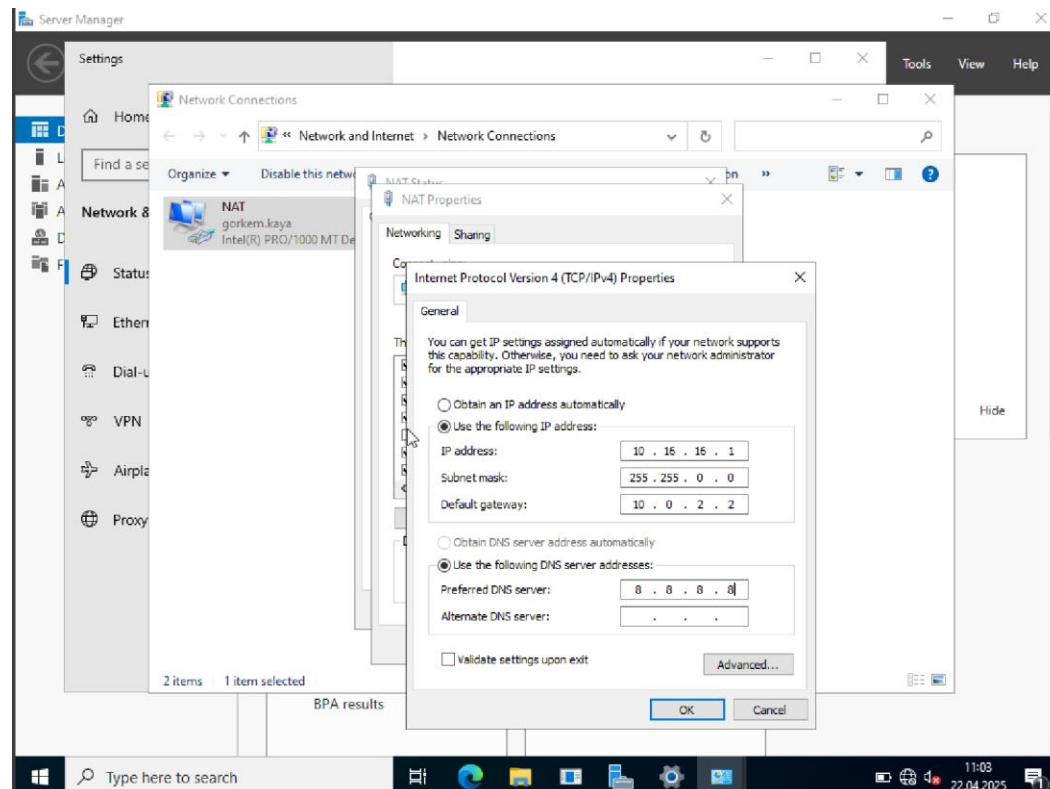 Server Manager
Tools View Help
Settings
Home
Find a se
Network &
Status
Ethern
Dial-u
VPN
Airpla
Proxy
Network Connections
« Network and Internet › Network Connections
Organize Disable this netwo on »
NAT
gorkem.kaya
Intel(R) PRO/1000 MT De
2 items 1 item selected
NAT Status
NAT Properties
Networking Sharing
Internet Protocol Version 4 (TCP/IPv4) Properties
General
You can get IP settings assigned automatically if your network supports
this capability. Otherwise, you need to ask your network administrator
for the appropriate IP settings.
Obtain an IP address automatically
Use the following IP address:
IP address: 10 . 16 . 16 . 1
Subnet mask: 255 . 255 . 0 . 0
Default gateway: 10 . 0 . 2 . 2
Obtain DNS server address automatically
Use the following DNS server addresses:
Preferred DNS server: 8 . 8 . 8 . 8
Alternate DNS server: . . .
Validate settings upon exit
Advanced...
OK Cancel
Hide
BPA results
Type here to search
11:03
22.04.2025
1